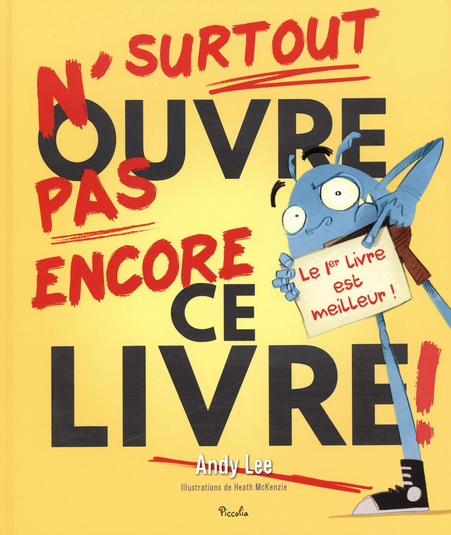 N' SURTOUT
OUVRE
PAS
ENCORE
CE
LIVRE!
Le 1er livre
est
meilleur !
Andy Lee
Illustrations de Heath McKenzie
Piccolia